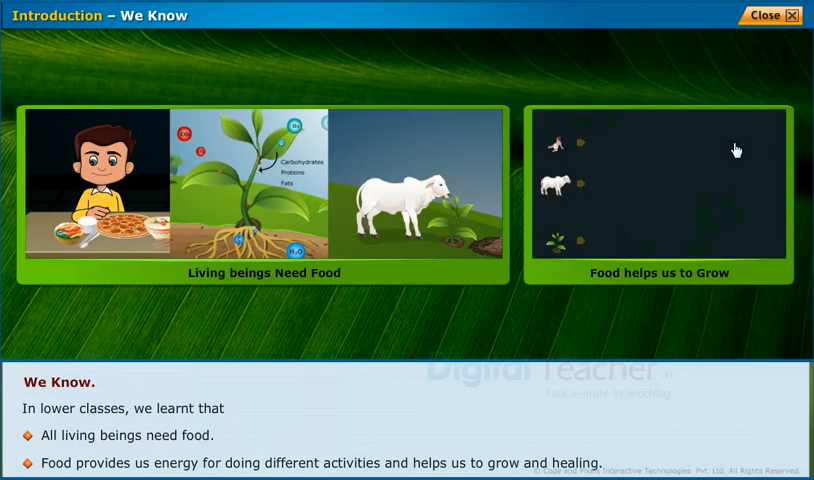 Introduction – We Know
Close
CO₂
O₂
Carbohydrates
Proteins
Fats
H₂O
Living beings Need Food
Food helps us to Grow
Digital Teacher
Your e-mate in teaching
We Know.
In lower classes, we learnt that
All living beings need food.
Food provides us energy for doing different activities and helps us to grow and healing.
© Code and Pixels Interactive Technologies Pvt. Ltd. All Rights Reserved.